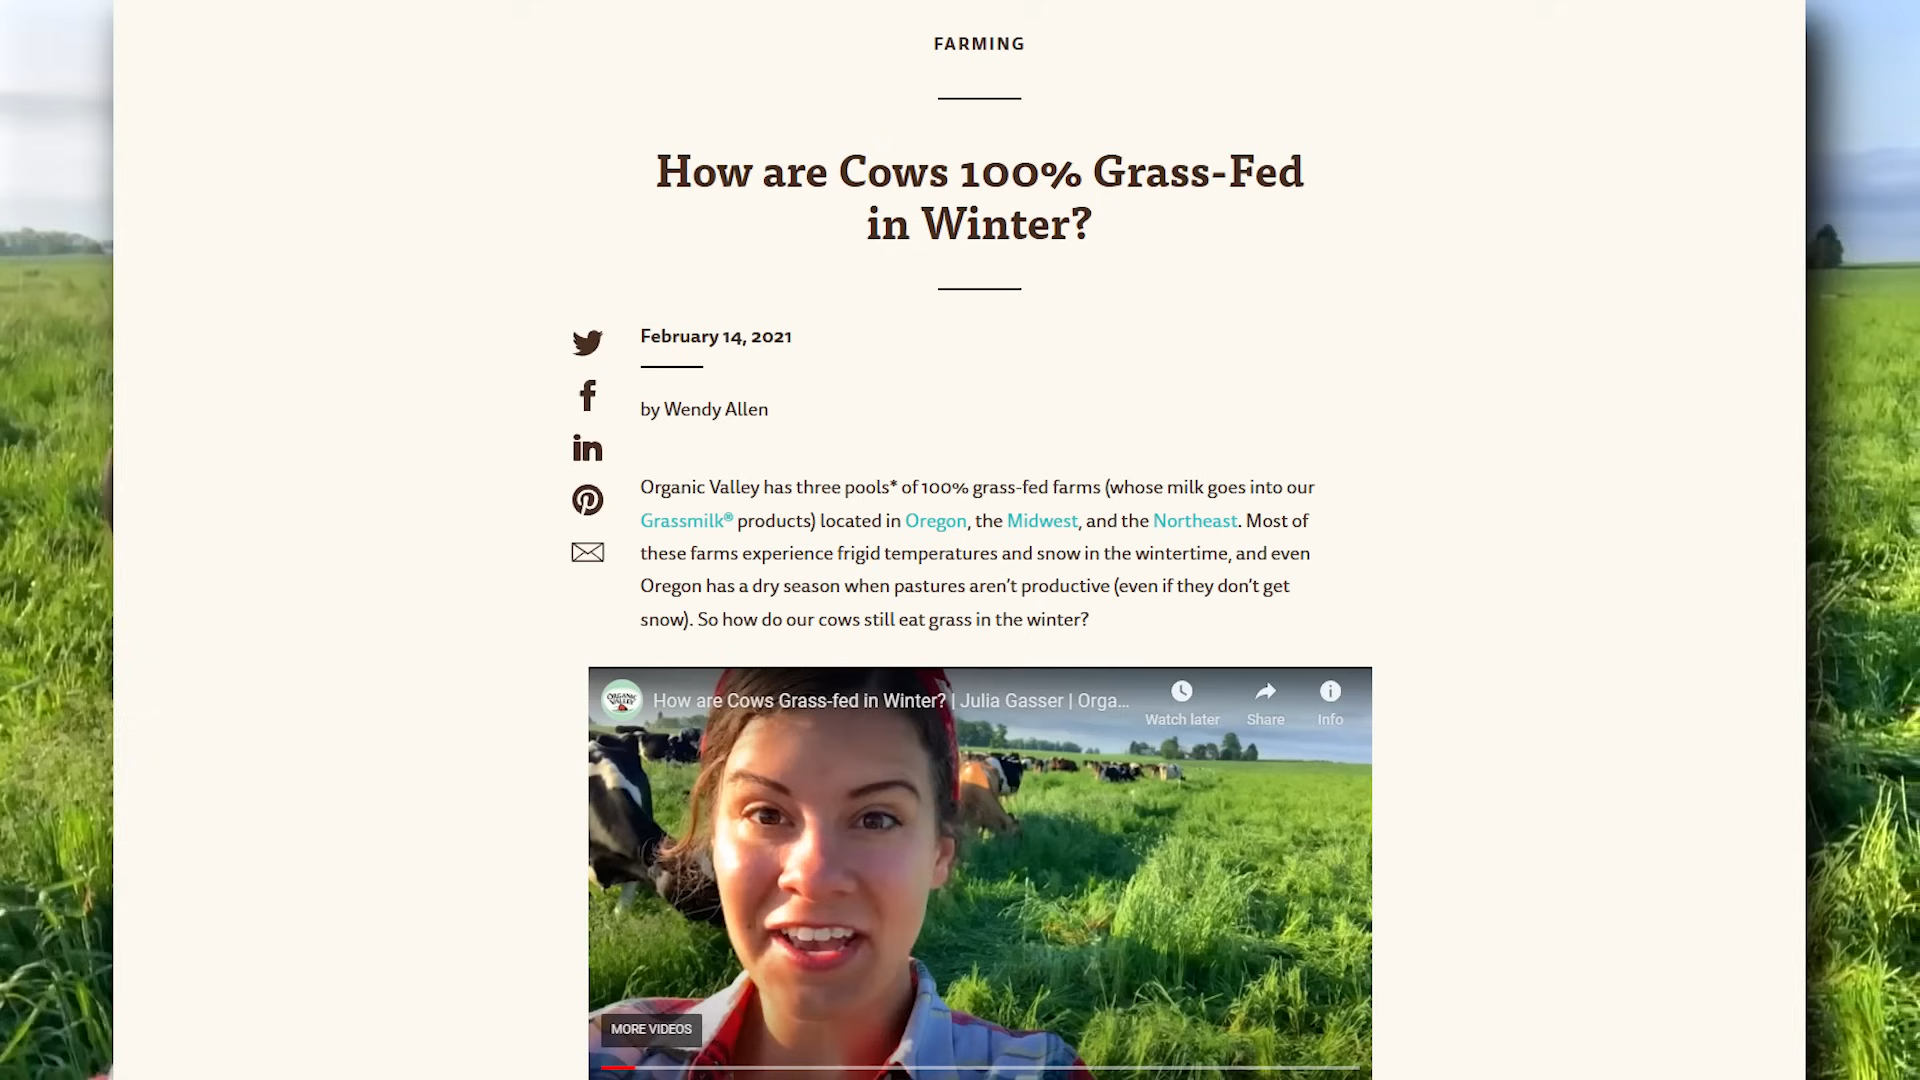 FARMING
How are Cows 100% Grass-Fed
in Winter?
February 14, 2021
by Wendy Allen
Organic Valley has three pools* of 100% grass-fed farms (whose milk goes into our
Grassmilk® products) located in Oregon, the Midwest, and the Northeast. Most of
these farms experience frigid temperatures and snow in the wintertime, and even
Oregon has a dry season when pastures aren't productive (even if they don't get
snow). So how do our cows still eat grass in the winter?
ORGANIC
VALLEY
How are Cows Grass-fed in Winter? | Julia Gasser | Orga...
Watch later
Share
Info
MORE VIDEOS